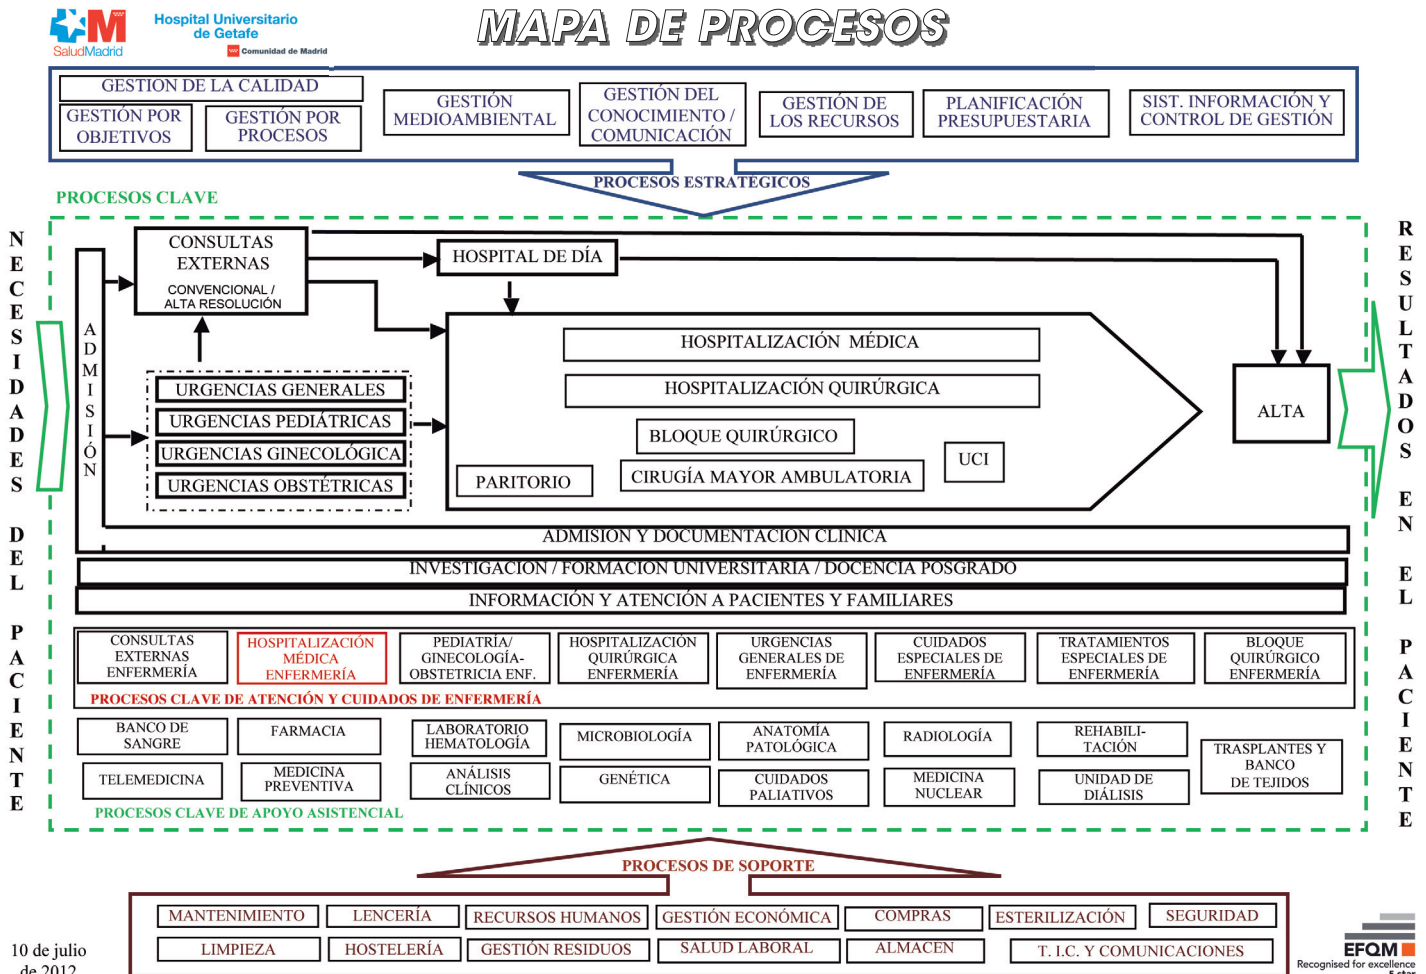 SaludMadrid
Hospital Universitario
de Getafe
Comunidad de Madrid
MAPA DE PROCESOS
GESTION DE LA CALIDAD
GESTIÓN POR
OBJETIVOS
GESTIÓN POR
PROCESOS
GESTIÓN
MEDIOAMBIENTAL
GESTIÓN DEL
CONOCIMIENTO /
COMUNICACIÓN
GESTIÓN DE
LOS RECURSOS
PLANIFICACIÓN
PRESUPUESTARIA
SIST. INFORMACIÓN Y
CONTROL DE GESTIÓN
PROCESOS ESTRATÉGICOS
PROCESOS CLAVE
NECESIDADES DEL PACIENTE
ADMISIÓN
CONSULTAS
EXTERNAS
CONVENCIONAL /
ALTA RESOLUCIÓN
HOSPITAL DE DÍA
URGENCIAS GENERALES
URGENCIAS PEDIÁTRICAS
URGENCIAS GINECOLÓGICA
URGENCIAS OBSTÉTRICAS
HOSPITALIZACIÓN MÉDICA
HOSPITALIZACIÓN QUIRÚRGICA
BLOQUE QUIRÚRGICO
UCI
PARITORIO
CIRUGÍA MAYOR AMBULATORIA
ALTA
RESULTADOS EN EL PACIENTE
ADMISION Y DOCUMENTACION CLINICA
INVESTIGACION / FORMACION UNIVERSITARIA / DOCENCIA POSGRADO
INFORMACIÓN Y ATENCIÓN A PACIENTES Y FAMILIARES
CONSULTAS
EXTERNAS
ENFERMERÍA
HOSPITALIZACIÓN
MÉDICA
ENFERMERÍA
PEDIATRÍA/
GINECOLOGÍA-
OBSTETRICIA ENF.
HOSPITALIZACIÓN
QUIRÚRGICA
ENFERMERÍA
URGENCIAS
GENERALES DE
ENFERMERÍA
CUIDADOS
ESPECIALES DE
ENFERMERÍA
TRATAMIENTOS
ESPECIALES DE
ENFERMERÍA
BLOQUE
QUIRÚRGICO
ENFERMERÍA
PROCESOS CLAVE DE ATENCIÓN Y CUIDADOS DE ENFERMERÍA
BANCO DE
SANGRE
FARMACIA
LABORATORIO
HEMATOLOGÍA
MICROBIOLOGÍA
ANATOMÍA
PATOLÓGICA
RADIOLOGÍA
REHABILI-
TACIÓN
TRASPLANTES Y
BANCO
DE TEJIDOS
TELEMEDICINA
MEDICINA
PREVENTIVA
ANÁLISIS
CLÍNICOS
GENÉTICA
CUIDADOS
PALIATIVOS
MEDICINA
NUCLEAR
UNIDAD DE
DIÁLISIS
PROCESOS CLAVE DE APOYO ASISTENCIAL
PROCESOS DE SOPORTE
MANTENIMIENTO
LENCERÍA
RECURSOS HUMANOS
GESTIÓN ECONÓMICA
COMPRAS
ESTERILIZACIÓN
SEGURIDAD
LIMPIEZA
HOSTELERÍA
GESTIÓN RESIDUOS
SALUD LABORAL
ALMACEN
T. I.C. Y COMUNICACIONES
10 de julio
de 2012
EFQM
Recognised for excellence
5 star